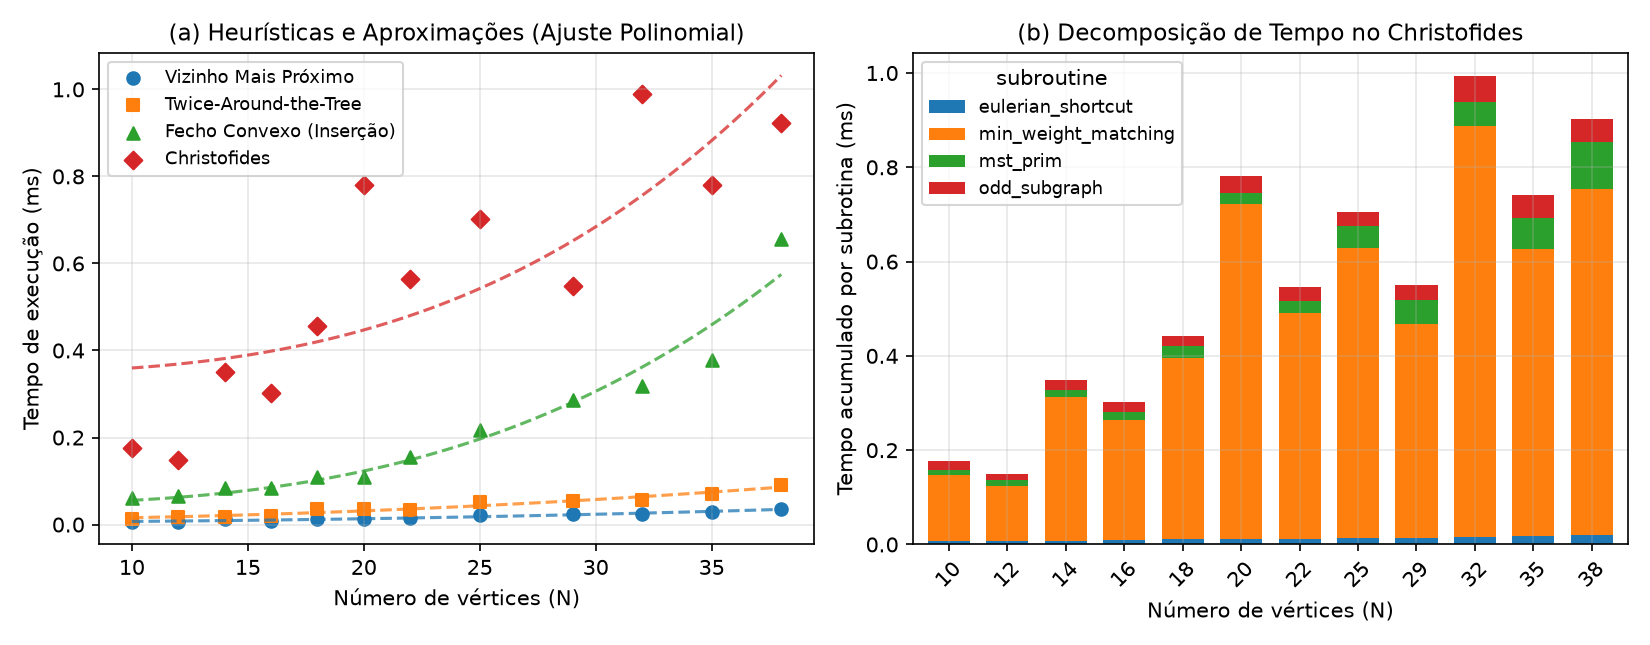 (a) Heurísticas e Aproximações (Ajuste Polinomial)
Tempo de execução (ms)
1.0
0.8
0.6
0.4
0.2
0.0
Vizinho Mais Próximo
Twice-Around-the-Tree
Fecho Convexo (Inserção)
Christofides
10 15 20 25 30 35
Número de vértices (N)
(b) Decomposição de Tempo no Christofides
Tempo acumulado por subrotina (ms)
1.0
0.8
0.6
0.4
0.2
0.0
subroutine
eulerian_shortcut
min_weight_matching
mst_prim
odd_subgraph
10 12 14 16 18 20 22 25 29 32 35 38
Número de vértices (N)